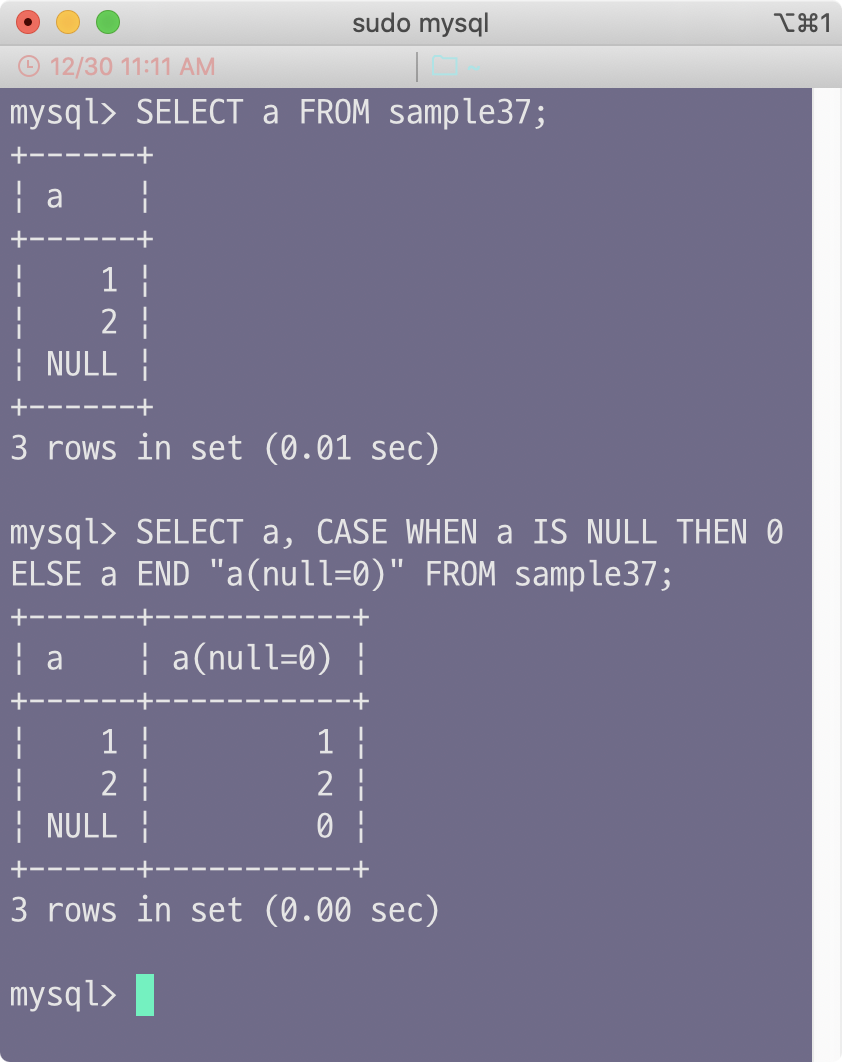 sudo mysql ⌥⌘1
12/30 11:11 AM ~
mysql> SELECT a FROM sample37;
+------+
¦ a    ¦
+------+
¦    1 ¦
¦    2 ¦
¦ NULL ¦
+------+
3 rows in set (0.01 sec)
mysql> SELECT a, CASE WHEN a IS NULL THEN 0
ELSE a END "a(null=0)" FROM sample37;
+------+-----------+
¦ a    ¦ a(null=0) ¦
+------+-----------+
¦    1 ¦         1 ¦
¦    2 ¦         2 ¦
¦ NULL ¦         0 ¦
+------+-----------+
3 rows in set (0.00 sec)
mysql>